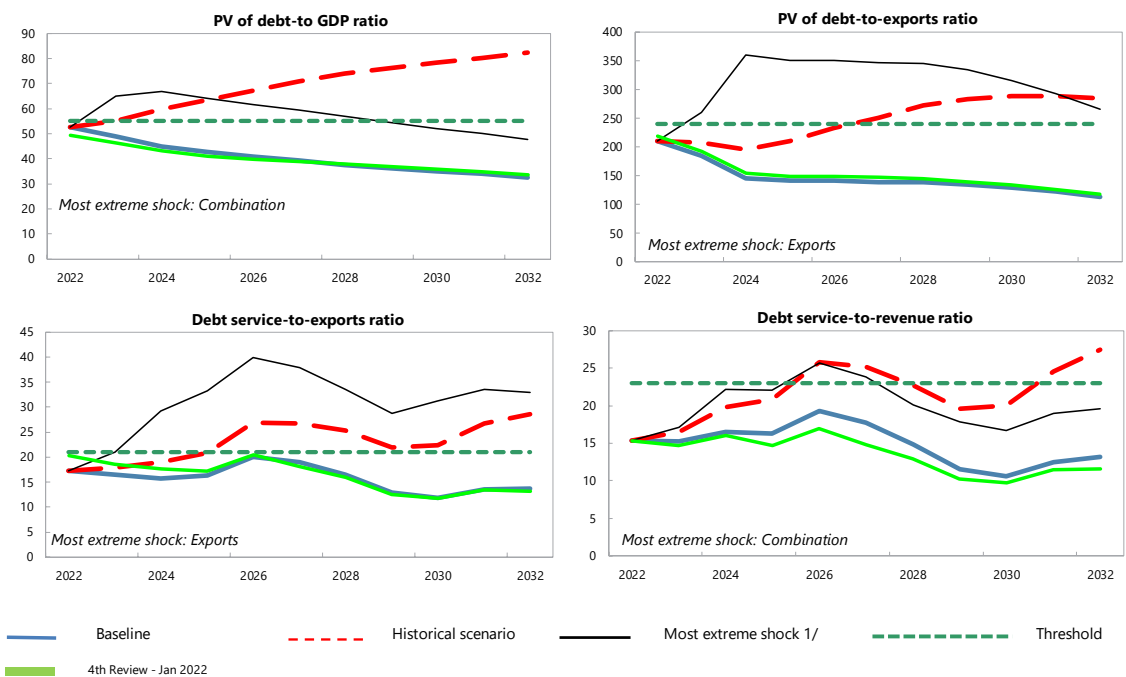 PV of debt-to GDP ratio
90
80
70
60
50
40
30
20
10
0
2022 2024 2026 2028 2030 2032
Most extreme shock: Combination
PV of debt-to-exports ratio
400
350
300
250
200
150
100
50
0
2022 2024 2026 2028 2030 2032
Most extreme shock: Exports
Debt service-to-exports ratio
45
40
35
30
25
20
15
10
5
0
2022 2024 2026 2028 2030 2032
Most extreme shock: Exports
Debt service-to-revenue ratio
30
25
20
15
10
5
0
2022 2024 2026 2028 2030 2032
Most extreme shock: Combination
Baseline Historical scenario Most extreme shock 1/ Threshold
4th Review - Jan 2022